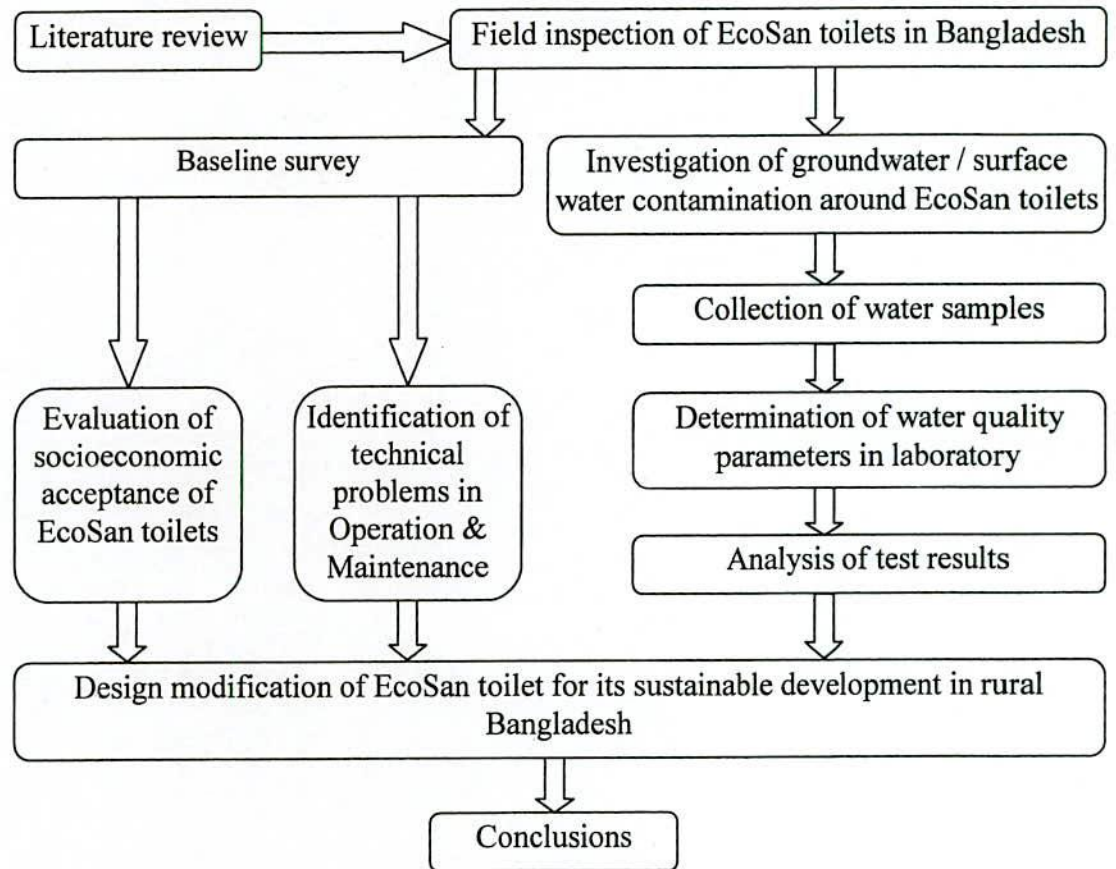 Literature review
Field inspection of EcoSan toilets in Bangladesh
Baseline survey
Investigation of groundwater / surface
water contamination around EcoSan toilets
Collection of water samples
Determination of water quality
parameters in laboratory
Analysis of test results
Evaluation of
socioeconomic
acceptance of
EcoSan toilets
Identification of
technical
problems in
Operation &
Maintenance
Design modification of EcoSan toilet for its sustainable development in rural
Bangladesh
Conclusions